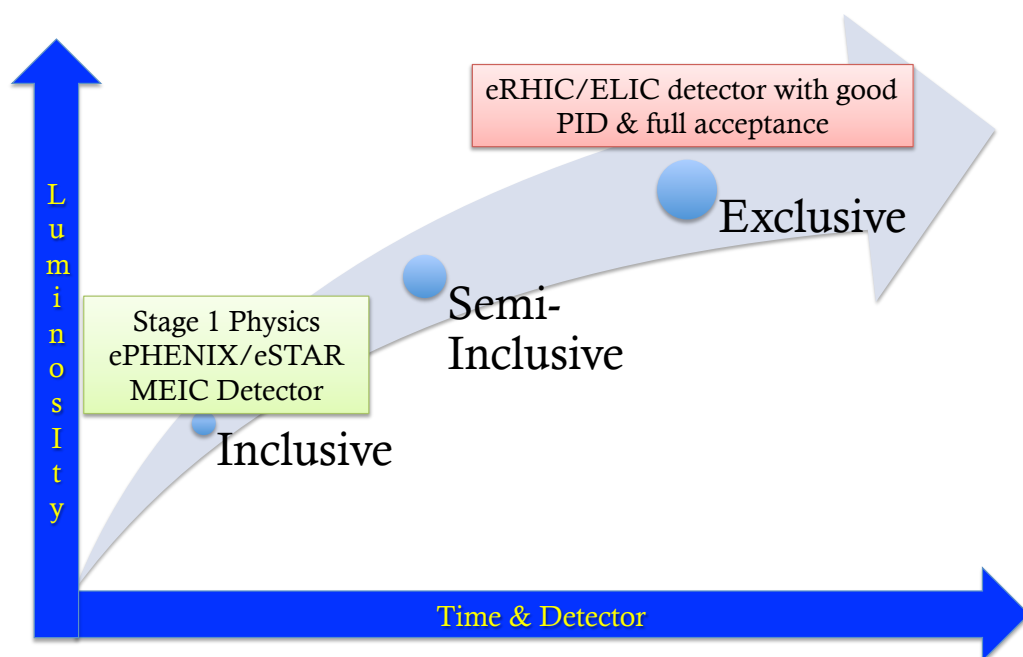 eRHIC/ELIC detector with good
PID & full acceptance
Exclusive
Semi-
Inclusive
Stage 1 Physics
ePHENIX/eSTAR
MEIC Detector
Inclusive
LuminosIty
Time & Detector